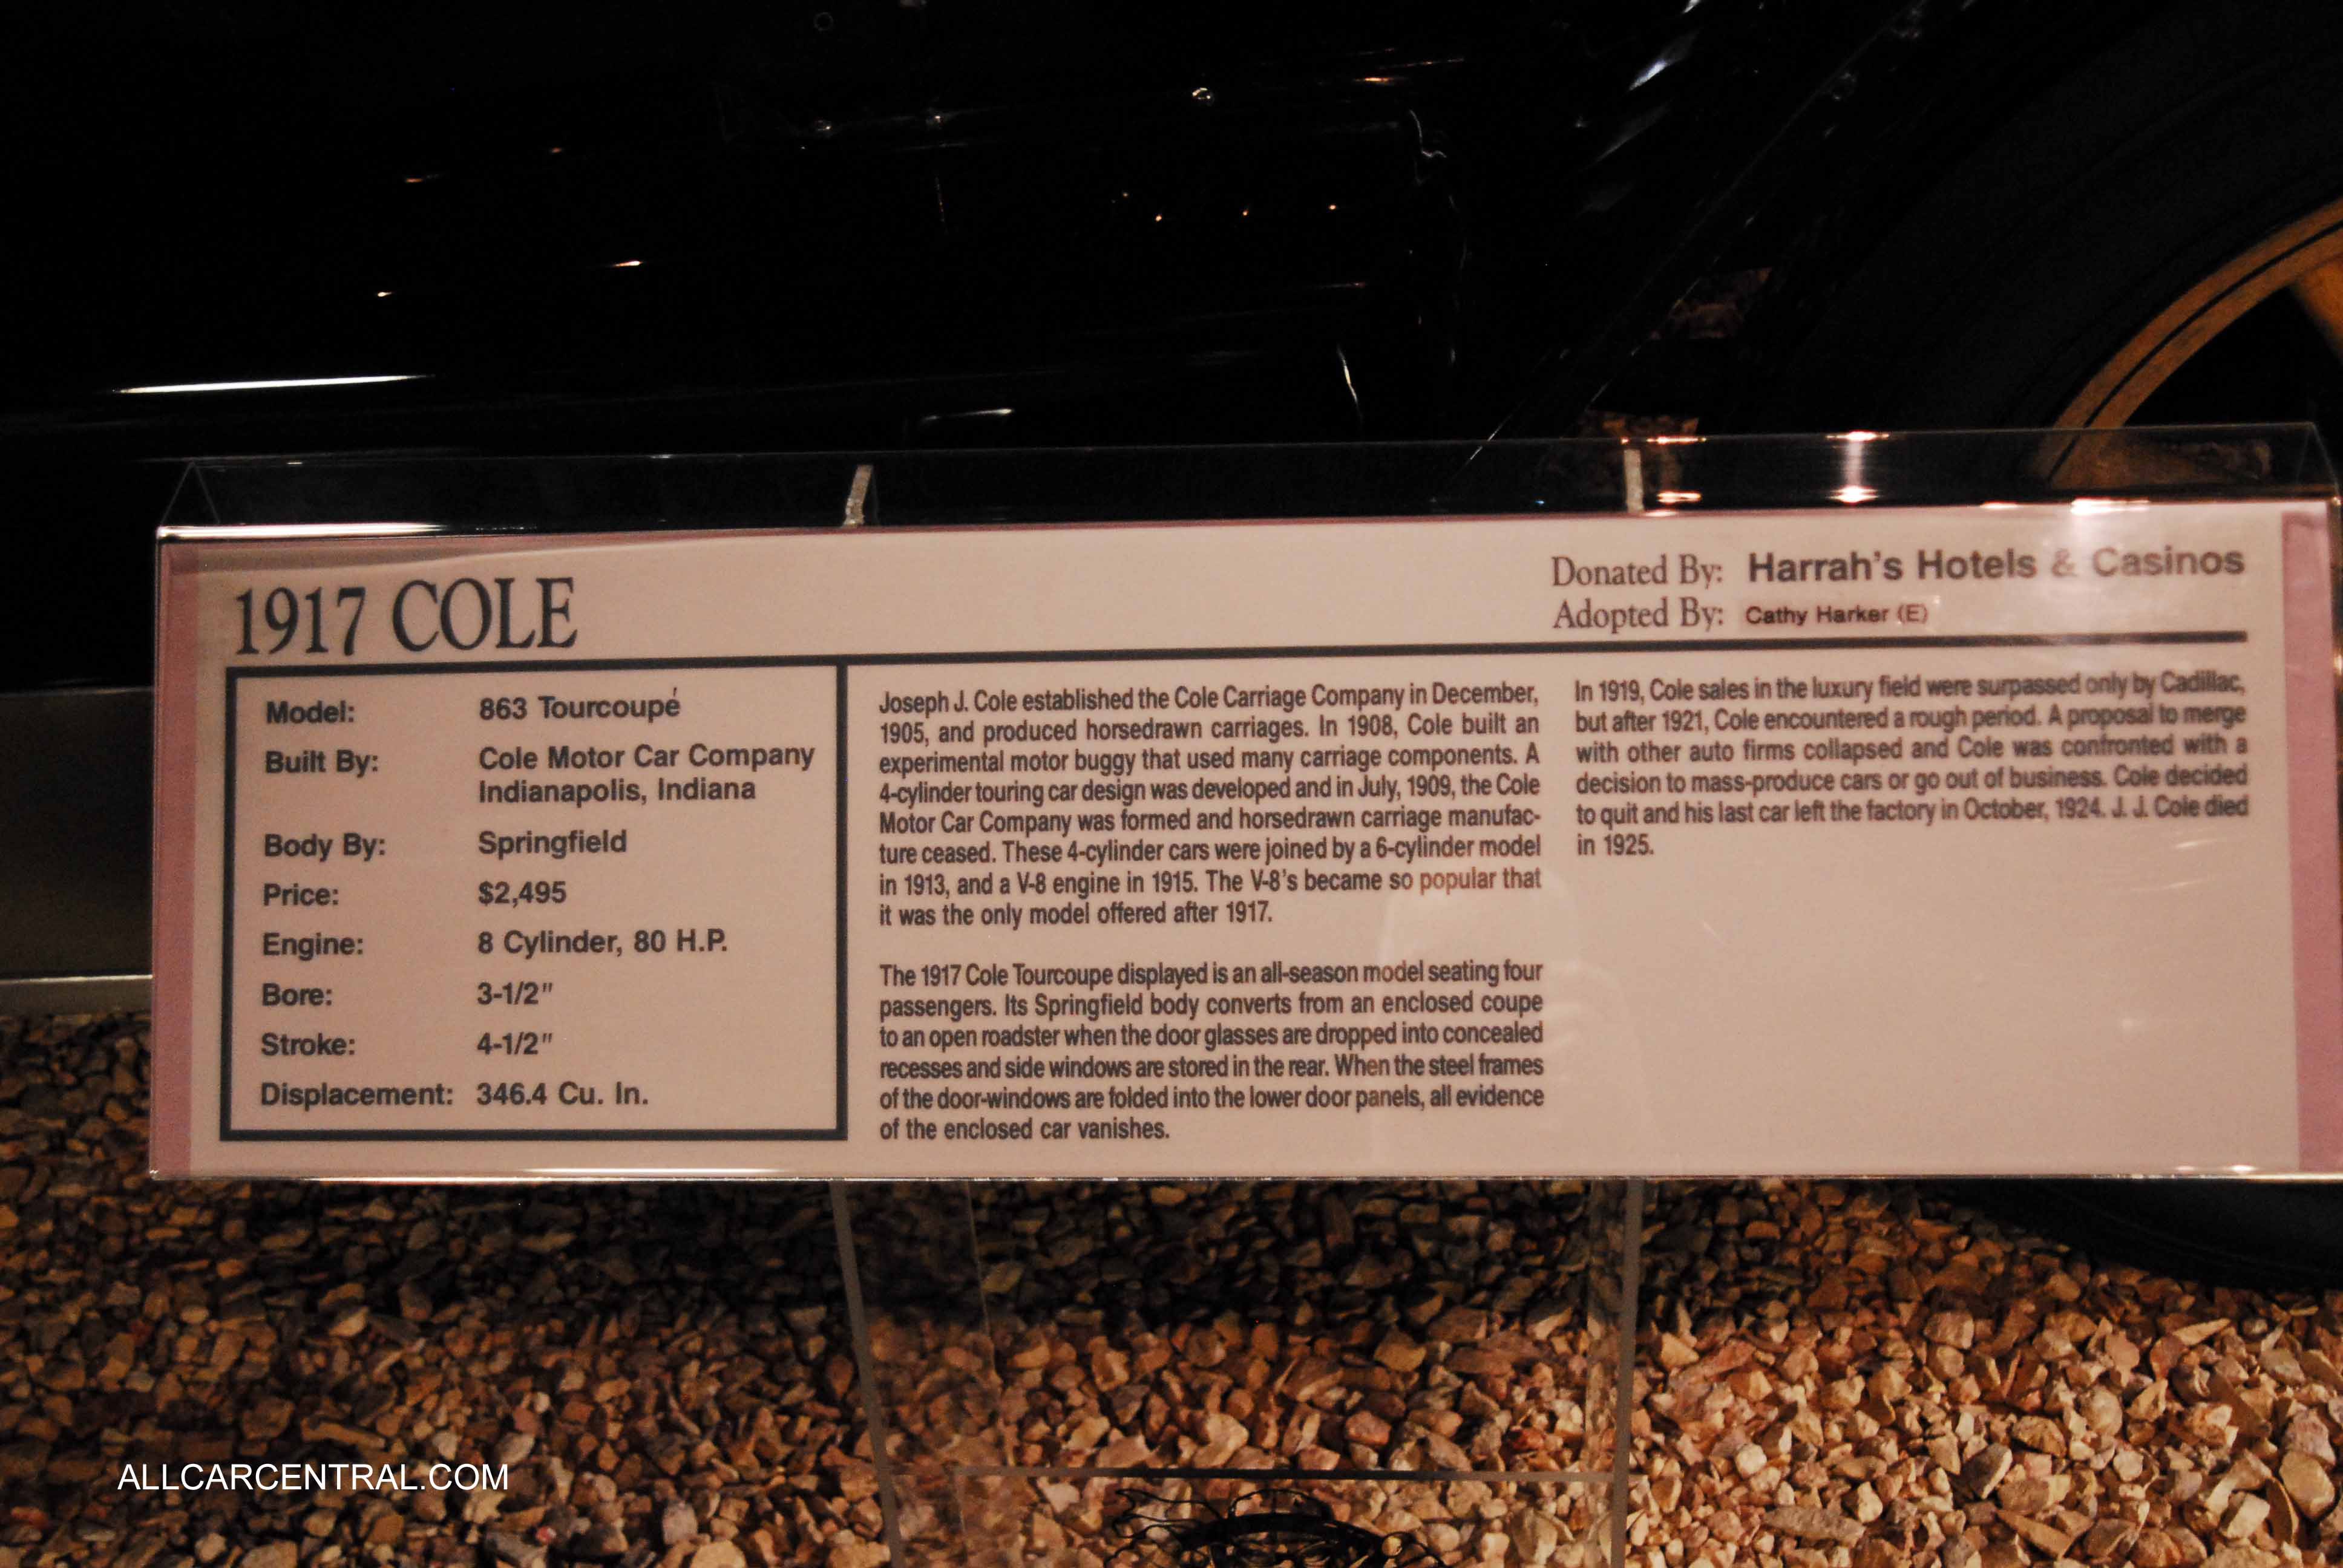 1917 COLE
Donated By: Harrah's Hotels & Casinos
Adopted By: Cathy Harker (E)
Model: 863 Tourcoupé
Built By: Cole Motor Car Company
Indianapolis, Indiana
Body By: Springfield
Price: $2,495
Engine: 8 Cylinder, 80 H.P.
Bore: 3-1/2"
Stroke: 4-1/2"
Displacement: 346.4 Cu. In.
Joseph J. Cole established the Cole Carriage Company in December,
1905, and produced horsedrawn carriages. In 1908, Cole built an
experimental motor buggy that used many carriage components. A
4-cylinder touring car design was developed and in July, 1909, the Cole
Motor Car Company was formed and horsedrawn carriage manufac-
ture ceased. These 4-cylinder cars were joined by a 6-cylinder model
in 1913, and a V-8 engine in 1915. The V-8's became so popular that
it was the only model offered after 1917.
The 1917 Cole Tourcoupe displayed is an all-season model seating four
passengers. Its Springfield body converts from an enclosed coupe
to an open roadster when the door glasses are dropped into concealed
recesses and side windows are stored in the rear. When the steel frames
of the door-windows are folded into the lower door panels, all evidence
of the enclosed car vanishes.
In 1919, Cole sales in the luxury field were surpassed only by Cadillac,
but after 1921, Cole encountered a rough period. A proposal to merge
with other auto firms collapsed and Cole was confronted with a
decision to mass-produce cars or go out of business. Cole decided
to quit and his last car left the factory in October, 1924. J. J. Cole died
in 1925.
ALLCARCENTRAL.COM